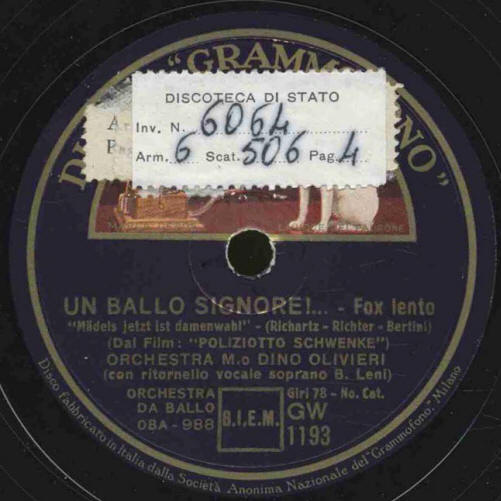 "GRAMM
DI
NO"
DISCOTECA DI STATO
Inv. N. 6064
Arm. 6 Scat. 506 Pag. 4
UN BALLO SIGNORE!... - Fox lento
"Mädels jetzt ist damenwahl" - (Richartz - Richter - Bertini)
(Dal Film: "POLIZIOTTO SCHWENKE")
ORCHESTRA M.o DINO OLIVIERI
(con ritornello vocale soprano B. Leni)
ORCHESTRA
DA BALLO
OBA - 988
B.I.E.M.
Giri 78 - No. Cat.
GW
1193
Disco fabbricato in Italia dalla Società Anonima Nazionale del "Grammofono", Milano